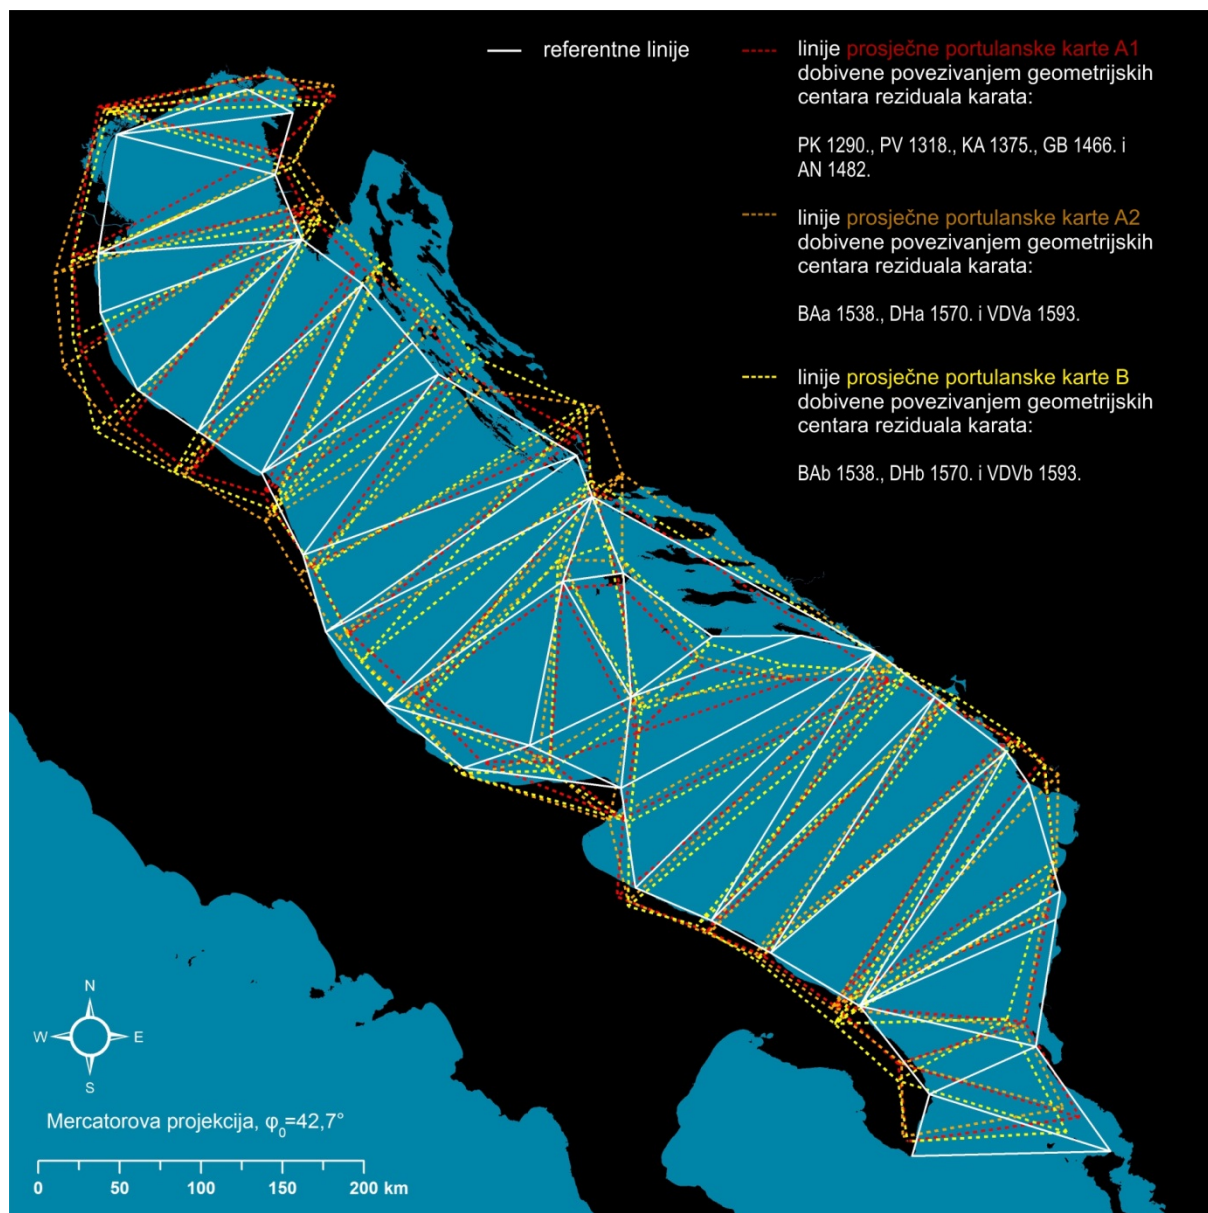 referentne linije
linije prosječne portulanske karte A1
dobivene povezivanjem geometrijskih
centara reziduala karata:
PK 1290., PV 1318., KA 1375., GB 1466. i
AN 1482.
linije prosječne portulanske karte A2
dobivene povezivanjem geometrijskih
centara reziduala karata:
BAa 1538., DHa 1570. i VDVa 1593.
linije prosječne portulanske karte B
dobivene povezivanjem geometrijskih
centara reziduala karata:
BAb 1538., DHb 1570. i VDVb 1593.
N
W E
S
Mercatorova projekcija, φ₀=42,7°
0 50 100 150 200 km